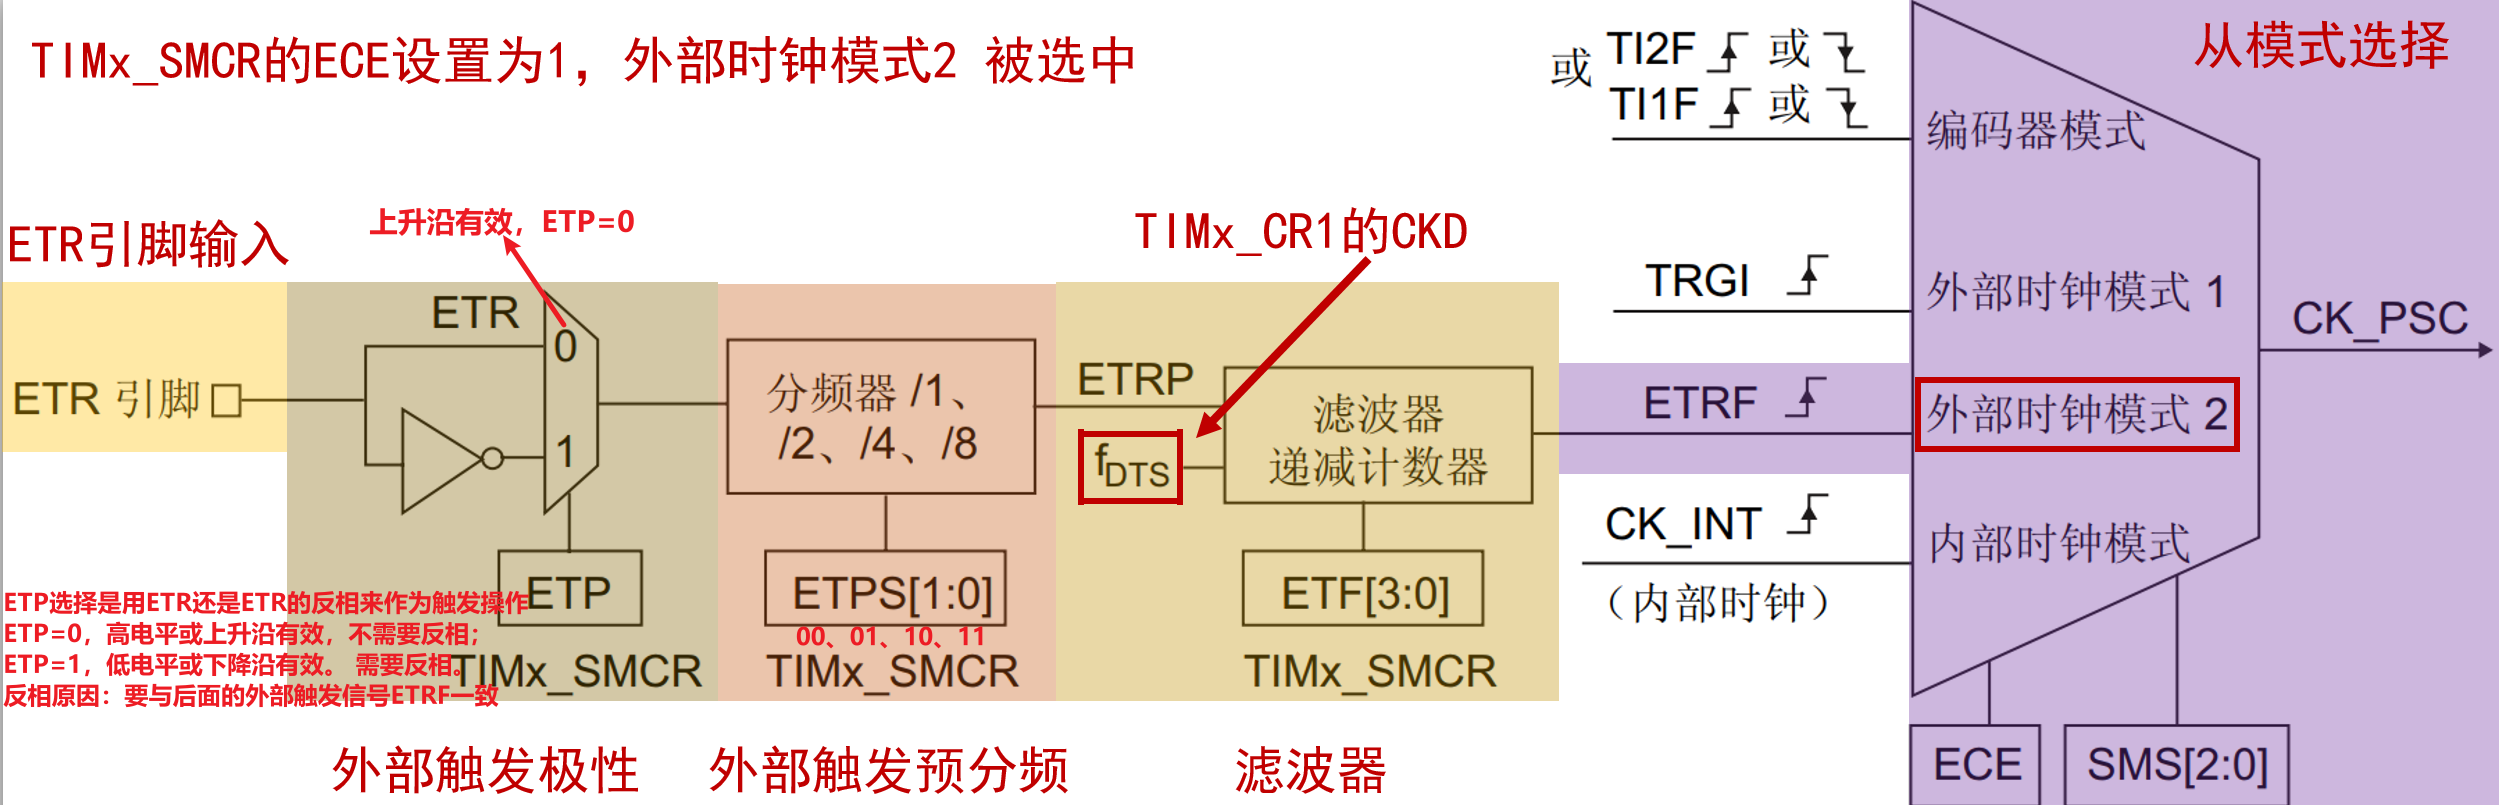 TIMx_SMCR的ECE设置为1，外部时钟模式2 被选中
从模式选择
或 TI2F 或
TI1F 或
编码器模式
上升沿有效，ETP=0
TIMx_CR1的CKD
ETR引脚输入
TRGI
外部时钟模式 1
CK_PSC
ETR
0
ETR 引脚
1
分频器 /1、
/2、/4、/8
ETRP
fDTS
滤波器
递减计数器
ETRF
外部时钟模式 2
CK_INT
（内部时钟）
内部时钟模式
ETP
ETPS[1:0]
00、01、10、11
ETF[3:0]
TIMx_SMCR
TIMx_SMCR
TIMx_SMCR
ETP选择是用ETR还是ETR的反相来作为触发操作
ETP=0，高电平或上升沿有效，不需要反相；
ETP=1，低电平或下降沿有效。 需要反相。
反相原因：要与后面的外部触发信号ETRF一致
外部触发极性
外部触发预分频
滤波器
ECE
SMS[2:0]